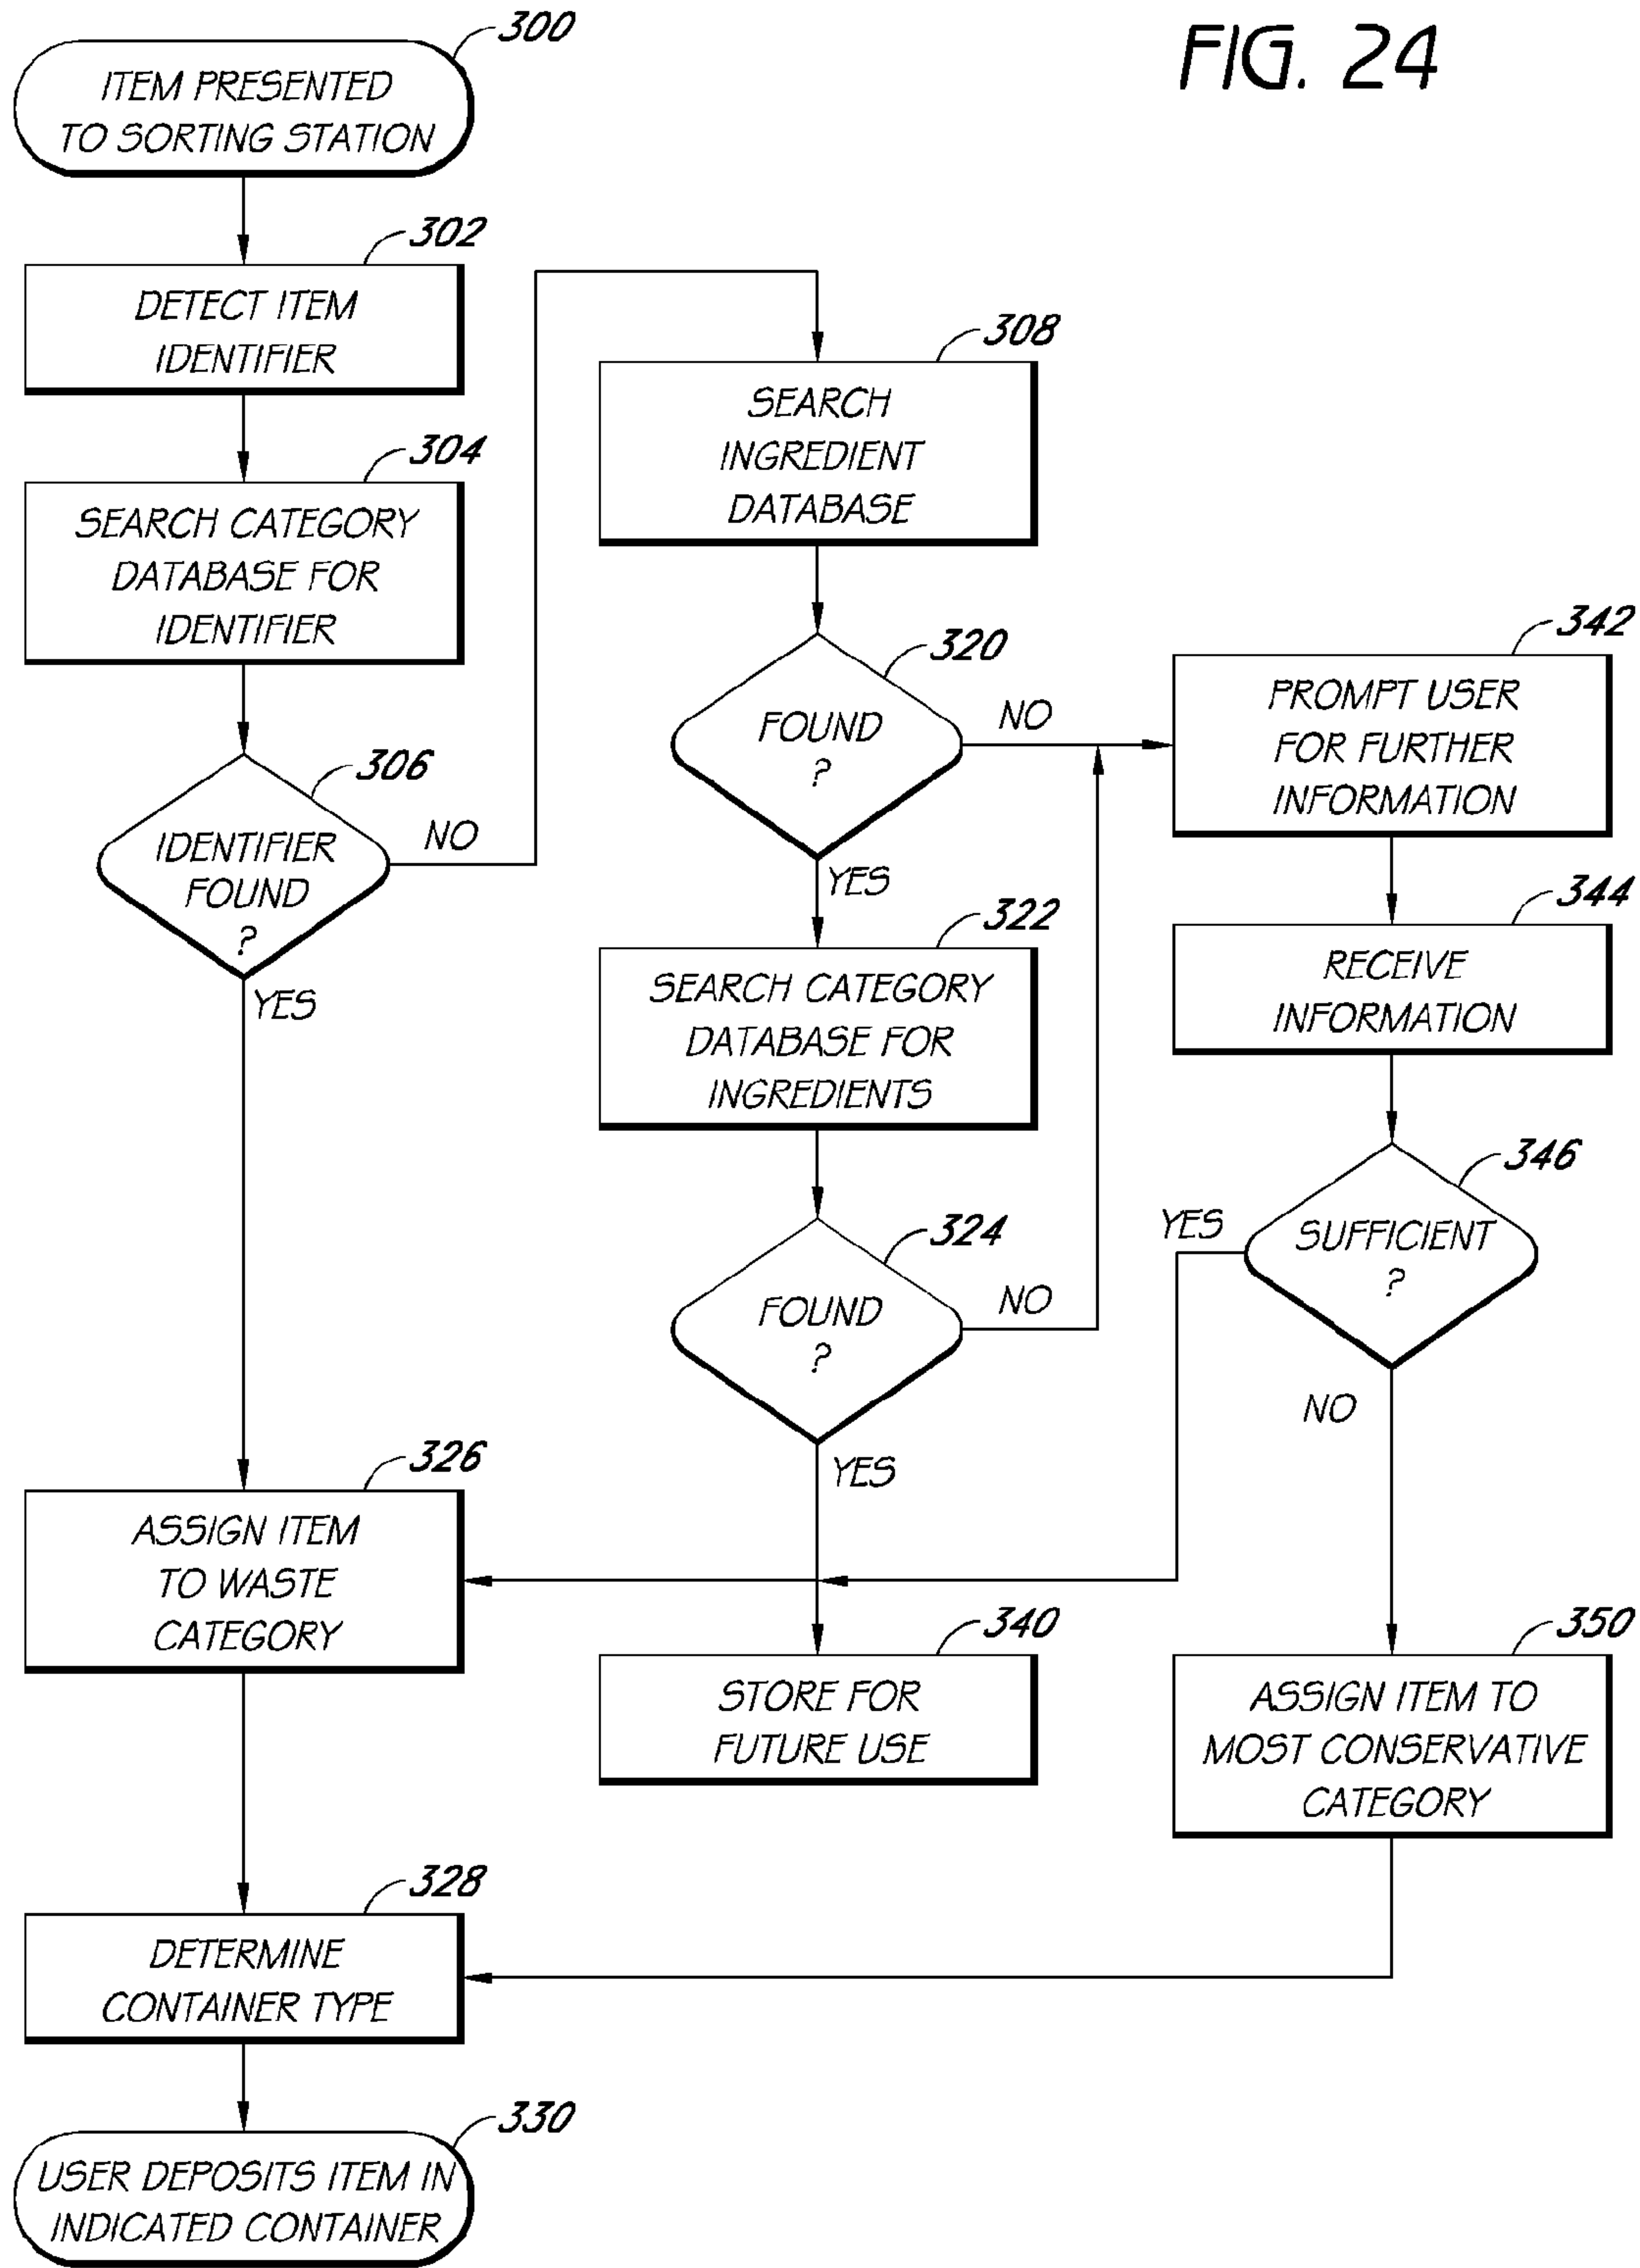 FIG. 24
300
ITEM PRESENTED
TO SORTING STATION
302
DETECT ITEM
IDENTIFIER
304
SEARCH CATEGORY
DATABASE FOR
IDENTIFIER
306
IDENTIFIER
FOUND
?
NO
YES
308
SEARCH
INGREDIENT
DATABASE
320
FOUND
?
NO
YES
322
SEARCH CATEGORY
DATABASE FOR
INGREDIENTS
324
FOUND
?
NO
YES
342
PROMPT USER
FOR FURTHER
INFORMATION
344
RECEIVE
INFORMATION
346
SUFFICIENT
?
YES
NO
326
ASSIGN ITEM
TO WASTE
CATEGORY
340
STORE FOR
FUTURE USE
350
ASSIGN ITEM TO
MOST CONSERVATIVE
CATEGORY
328
DETERMINE
CONTAINER TYPE
330
USER DEPOSITS ITEM IN
INDICATED CONTAINER